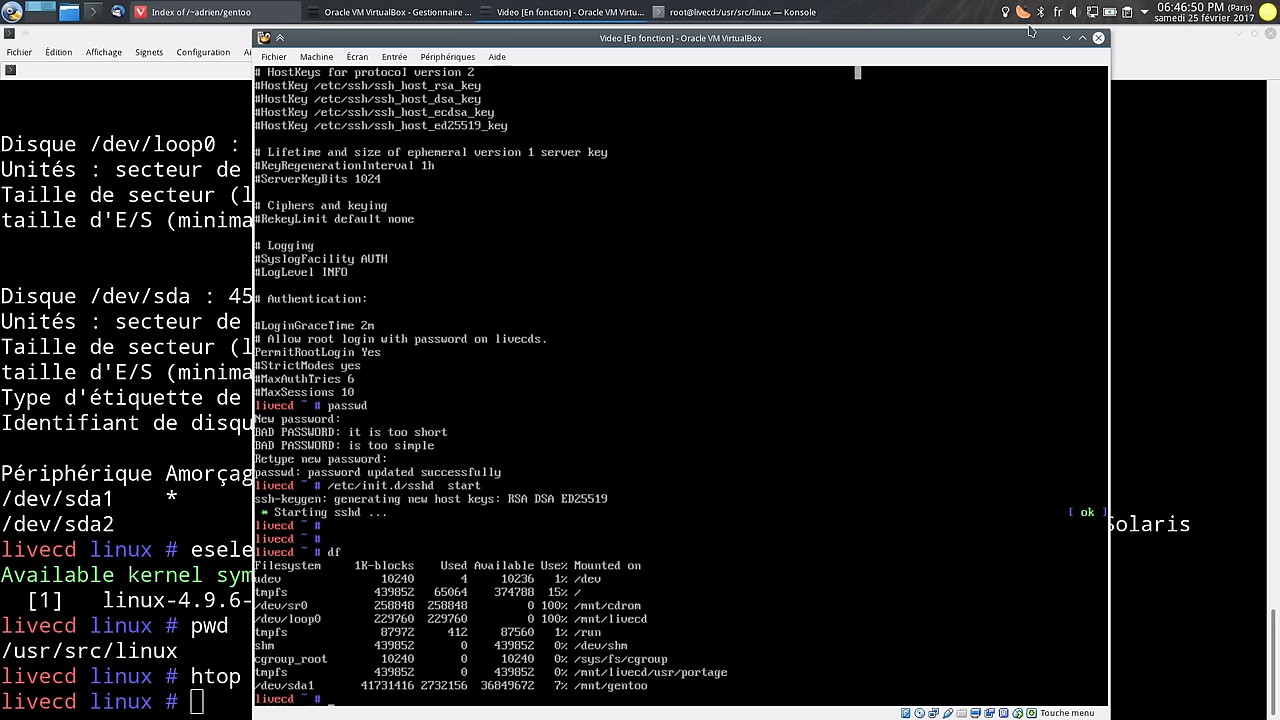 Index of /~adrien/gentoo
Oracle VM VirtualBox - Gestionnaire ...
Video [En fonction] - Oracle VM Virtu...
root@livecd:/usr/src/linux — Konsole
fr
06:46:50 PM (Paris)
samedi 25 février 2017
Fichier Édition Affichage Signets Configuration
Video [En fonction] - Oracle VM VirtualBox
Fichier Machine Écran Entrée Périphériques Aide
# HostKeys for protocol version 2
#HostKey /etc/ssh/ssh_host_rsa_key
#HostKey /etc/ssh/ssh_host_dsa_key
#HostKey /etc/ssh/ssh_host_ecdsa_key
#HostKey /etc/ssh/ssh_host_ed25519_key
# Lifetime and size of ephemeral version 1 server key
#KeyRegenerationInterval 1h
#ServerKeyBits 1024
# Ciphers and keying
#RekeyLimit default none
# Logging
#SyslogFacility AUTH
#LogLevel INFO
# Authentication:
#LoginGraceTime 2m
# Allow root login with password on livecds.
PermitRootLogin Yes
#StrictModes yes
#MaxAuthTries 6
#MaxSessions 10
livecd ~ # passwd
New password:
BAD PASSWORD: it is too short
BAD PASSWORD: is too simple
Retype new password:
passwd: password updated successfully
livecd ~ # /etc/init.d/sshd  start
ssh-keygen: generating new host keys: RSA DSA ED25519
* Starting sshd ... [ ok ]
livecd ~ #
livecd ~ #
livecd ~ # df
Filesystem 1K-blocks Used Available Use% Mounted on
udev 10240 4 10236 1% /dev
tmpfs 439852 65064 374788 15% /
/dev/sr0 258848 258848 0 100% /mnt/cdrom
/dev/loop0 229760 229760 0 100% /mnt/livecd
tmpfs 87972 412 87560 1% /run
shm 439852 0 439852 0% /dev/shm
cgroup_root 10240 0 10240 0% /sys/fs/cgroup
tmpfs 439852 0 439852 0% /mnt/livecd/usr/portage
/dev/sda1 41731416 2732156 36849672 7% /mnt/gentoo
livecd ~ # _
Touche menu
Disque /dev/loop0 :
Unités : secteur de
Taille de secteur (l
taille d'E/S (minima
Disque /dev/sda : 45
Unités : secteur de
Taille de secteur (l
taille d'E/S (minima
Type d'étiquette de
Identifiant de disqu
Périphérique Amorçag
/dev/sda1 *
/dev/sda2 Solaris
livecd linux # esele
Available kernel sym
[1] linux-4.9.6-
livecd linux # pwd
/usr/src/linux
livecd linux # htop
livecd linux #